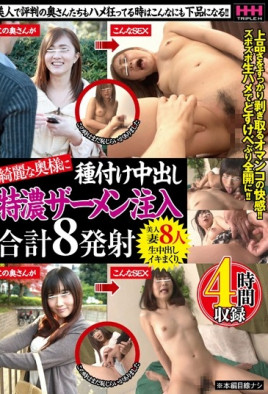 美人で評判の奥さんたちもハメ狂ってる時はこんなにも下品になる!!
HHH
TRIPLE H
この奥さんが
こんなSEX
上品さをすっかり剥ぎ取るオマンコの快感!!
ズボズボ生ハメでどすけべぶり全開に!!
綺麗な奥様に
種付け中出し
特濃ザーメン注入
合計8発射
美人妻8人
生中出し
イキまくり
この奥さんが
こんなSEX
4時間
収録
※本編目線ナシ